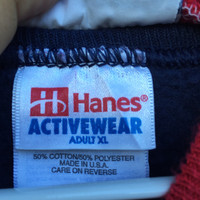 Hanes
ACTIVEWEAR
ADULT XL
50% COTTON/50% POLYESTER
MADE IN U.S.A.
CARE ON REVERSE